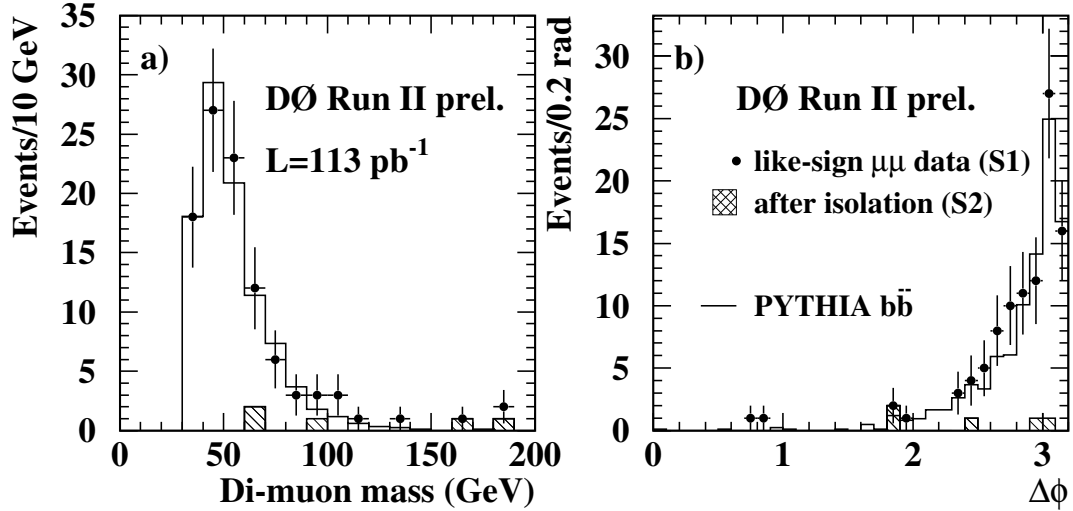 Events/10 GeV
35
30
25
20
15
10
5
0
a)
DØ Run II prel.
L=113 pb⁻¹
0 50 100 150 200
Di-muon mass (GeV)
Events/0.2 rad
30
25
20
15
10
5
0
b)
DØ Run II prel.
like-sign μμ data (S1)
after isolation (S2)
PYTHIA bb̄
0 1 2 3
Δϕ